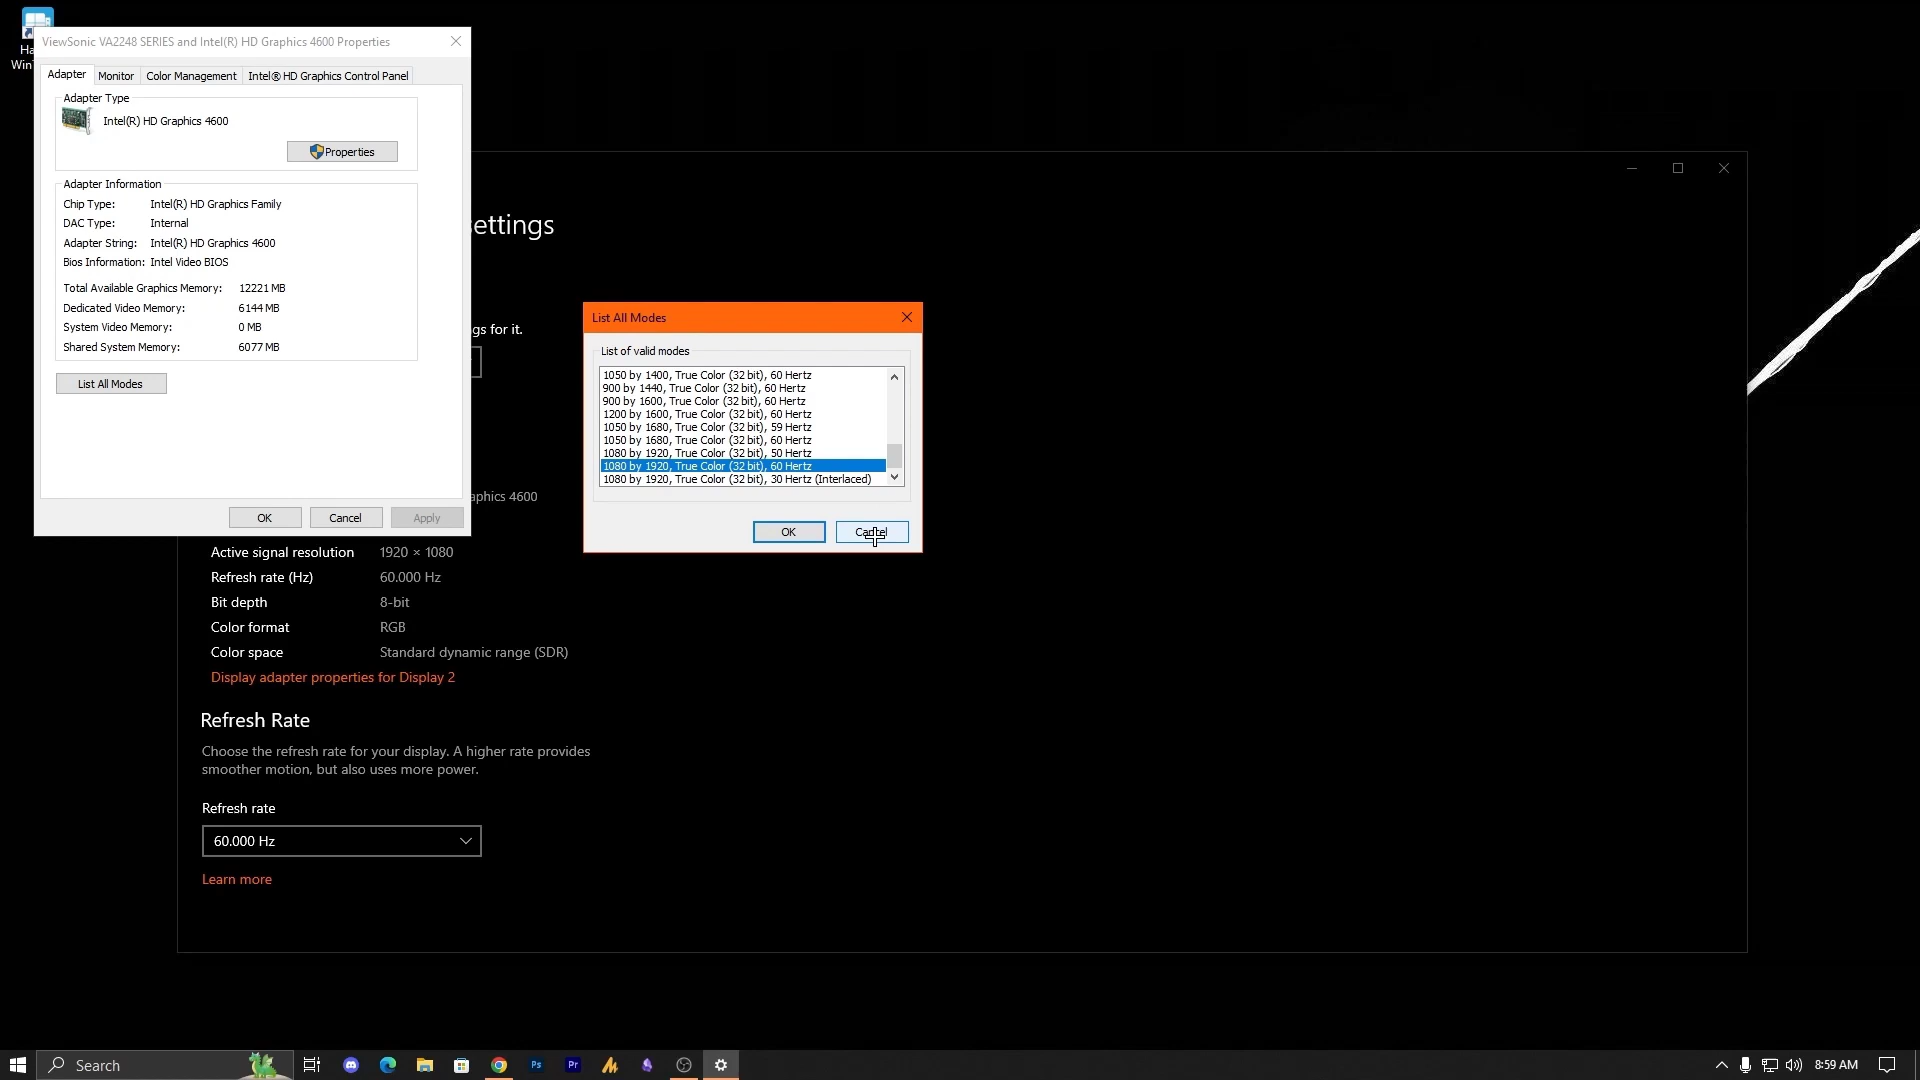 Ha
Win
ViewSonic VA2248 SERIES and Intel(R) HD Graphics 4600 Properties
Adapter
Monitor
Color Management
Intel® HD Graphics Control Panel
Adapter Type
Intel(R) HD Graphics 4600
Properties
Adapter Information
Chip Type: Intel(R) HD Graphics Family
DAC Type: Internal
Adapter String: Intel(R) HD Graphics 4600
Bios Information: Intel Video BIOS
Total Available Graphics Memory: 12221 MB
Dedicated Video Memory: 6144 MB
System Video Memory: 0 MB
Shared System Memory: 6077 MB
List All Modes
OK
Cancel
Apply
settings
gs for it.
aphics 4600
List All Modes
List of valid modes
1050 by 1400, True Color (32 bit), 60 Hertz
900 by 1440, True Color (32 bit), 60 Hertz
900 by 1600, True Color (32 bit), 60 Hertz
1200 by 1600, True Color (32 bit), 60 Hertz
1050 by 1680, True Color (32 bit), 59 Hertz
1050 by 1680, True Color (32 bit), 60 Hertz
1080 by 1920, True Color (32 bit), 50 Hertz
1080 by 1920, True Color (32 bit), 60 Hertz
1080 by 1920, True Color (32 bit), 30 Hertz (Interlaced)
OK
Cancel
Active signal resolution 1920 × 1080
Refresh rate (Hz) 60.000 Hz
Bit depth 8-bit
Color format RGB
Color space Standard dynamic range (SDR)
Display adapter properties for Display 2
Refresh Rate
Choose the refresh rate for your display. A higher rate provides
smoother motion, but also uses more power.
Refresh rate
60.000 Hz
Learn more
Search
Ps
Pr
8:59 AM